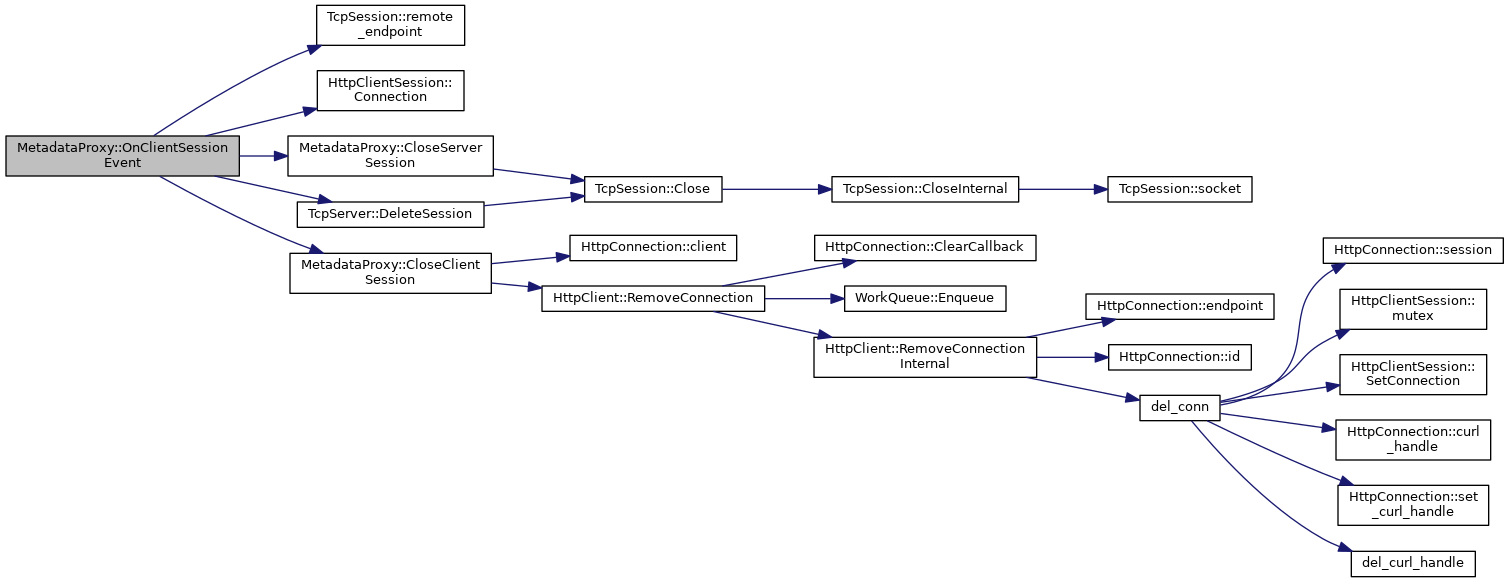 MetadataProxy::OnClientSession
Event
TcpSession::remote
_endpoint
HttpClientSession::
Connection
MetadataProxy::CloseServer
Session
TcpServer::DeleteSession
MetadataProxy::CloseClient
Session
TcpSession::Close
TcpSession::CloseInternal
TcpSession::socket
HttpConnection::client
HttpClient::RemoveConnection
HttpConnection::ClearCallback
WorkQueue::Enqueue
HttpClient::RemoveConnection
Internal
HttpConnection::endpoint
HttpConnection::id
del_conn
HttpConnection::session
HttpClientSession::
mutex
HttpClientSession::
SetConnection
HttpConnection::curl
_handle
HttpConnection::set
_curl_handle
del_curl_handle